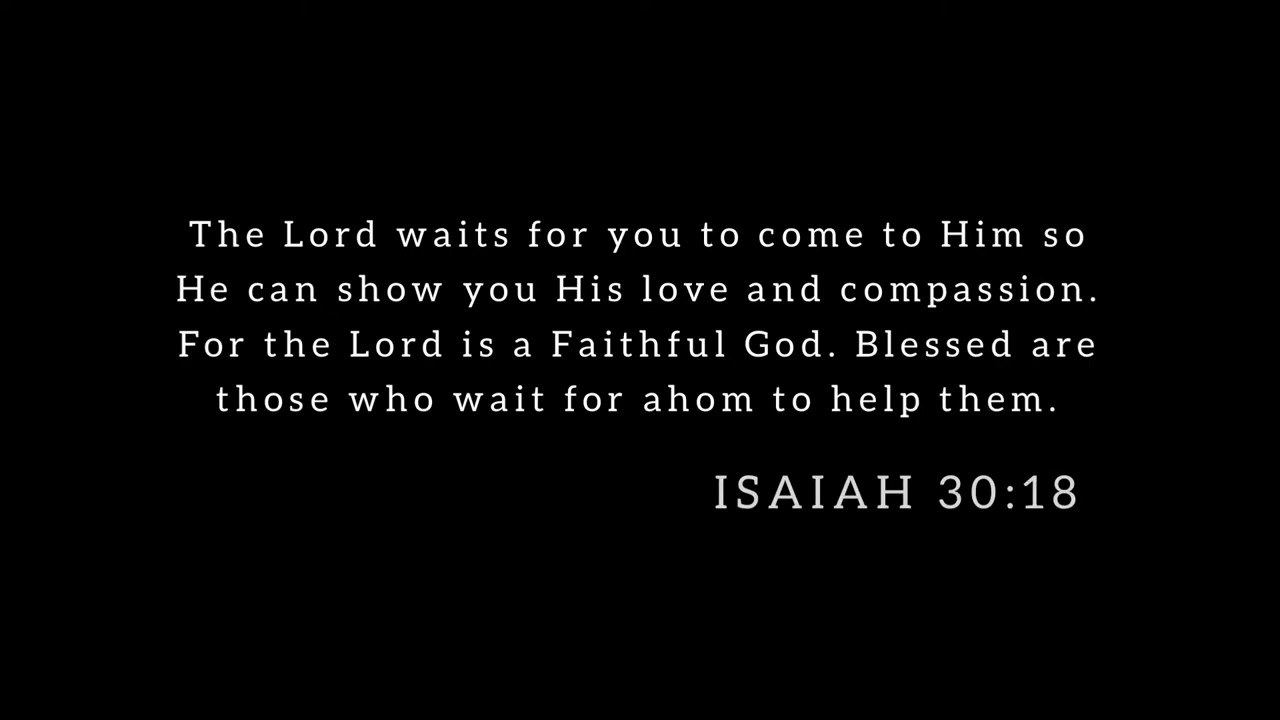 The Lord waits for you to come to Him so
He can show you His love and compassion.
For the Lord is a Faithful God. Blessed are
those who wait for ahom to help them.
ISAIAH 30:18